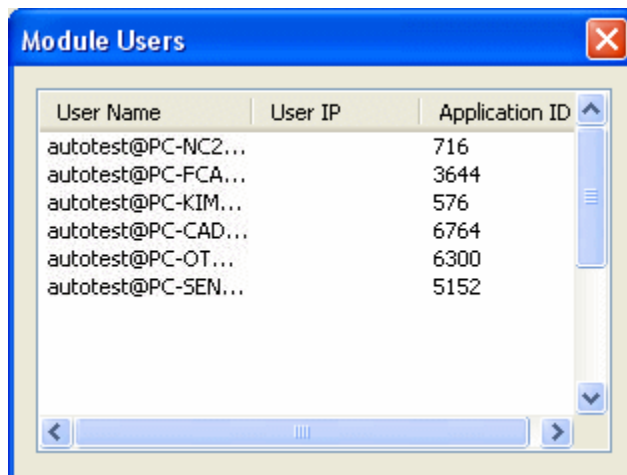 Module Users
User Name User IP Application ID
autotest@PC-NC2... 716
autotest@PC-FCA... 3644
autotest@PC-KIM... 576
autotest@PC-CAD... 6764
autotest@PC-OT... 6300
autotest@PC-SEN... 5152